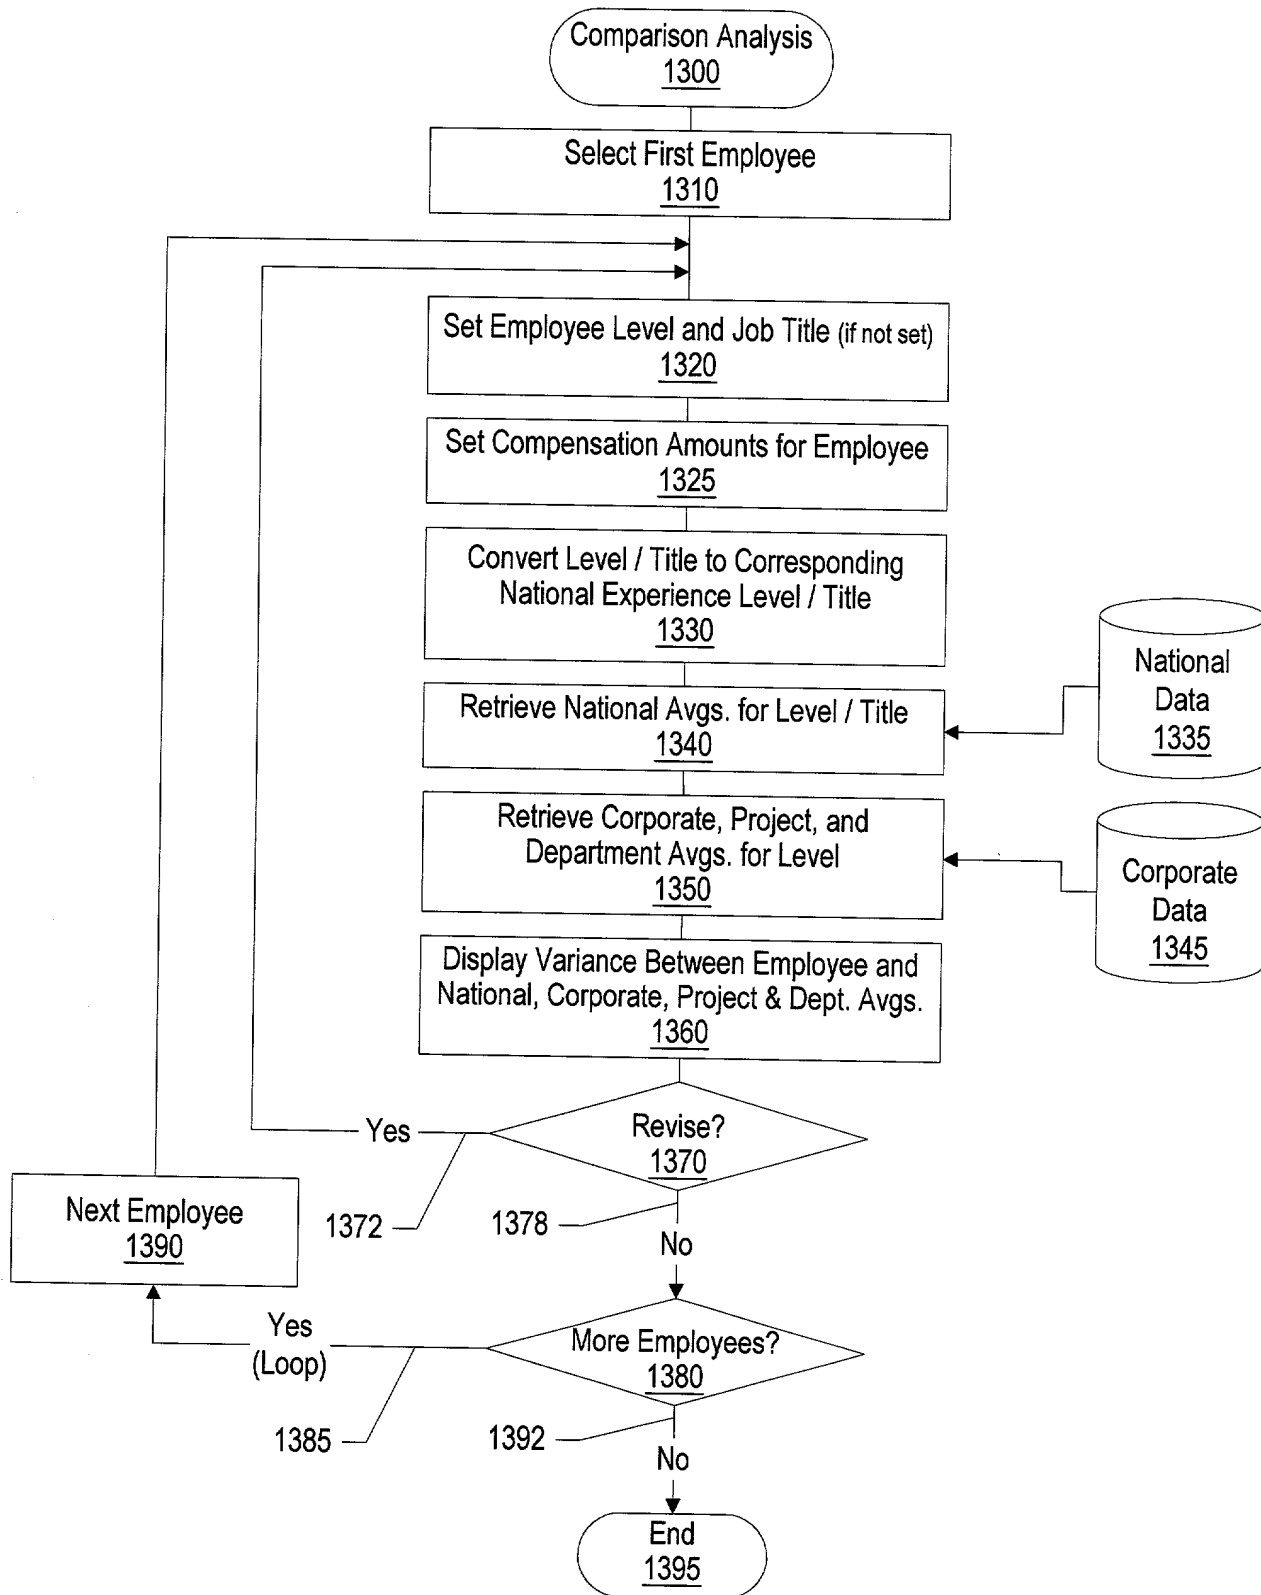 Comparison Analysis
1300
Select First Employee
1310
Set Employee Level and Job Title (if not set)
1320
Set Compensation Amounts for Employee
1325
Convert Level / Title to Corresponding
National Experience Level / Title
1330
National
Data
1335
Retrieve National Avgs. for Level / Title
1340
Retrieve Corporate, Project, and
Department Avgs. for Level
1350
Corporate
Data
1345
Display Variance Between Employee and
National, Corporate, Project & Dept. Avgs.
1360
Revise?
1370
Yes
1372
1378
No
Next Employee
1390
More Employees?
1380
Yes
(Loop)
1385
1392
No
End
1395